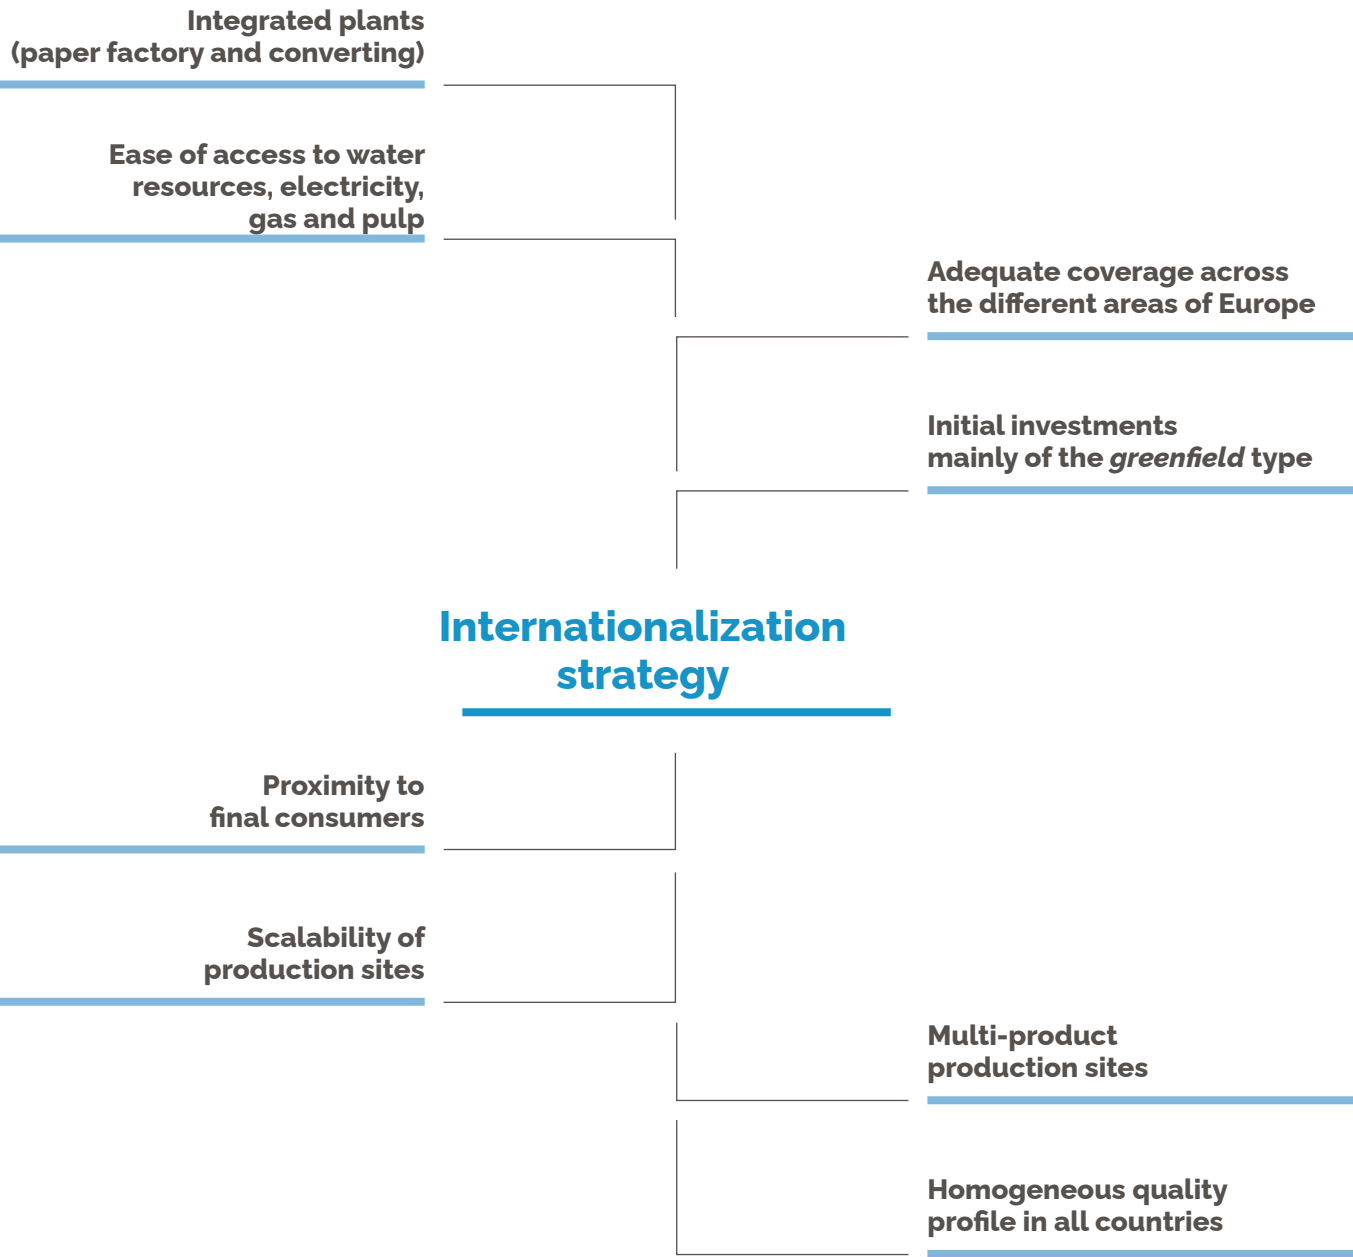 Integrated plants
(paper factory and converting)
Ease of access to water
resources, electricity,
gas and pulp
Adequate coverage across
the different areas of Europe
Initial investments
mainly of the greenfield type
Internationalization
strategy
Proximity to
final consumers
Scalability of
production sites
Multi-product
production sites
Homogeneous quality
profile in all countries